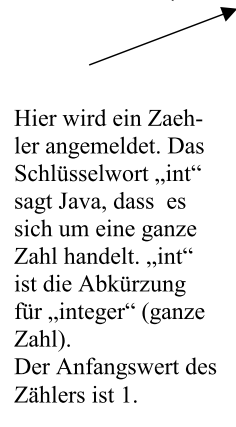 Hier wird ein Zaeh-
ler angemeldet. Das
Schlüsselwort „int“
sagt Java, dass  es
sich um eine ganze
Zahl handelt. „int“
ist die Abkürzung
für „integer“ (ganze
Zahl).
Der Anfangswert des
Zählers ist 1.